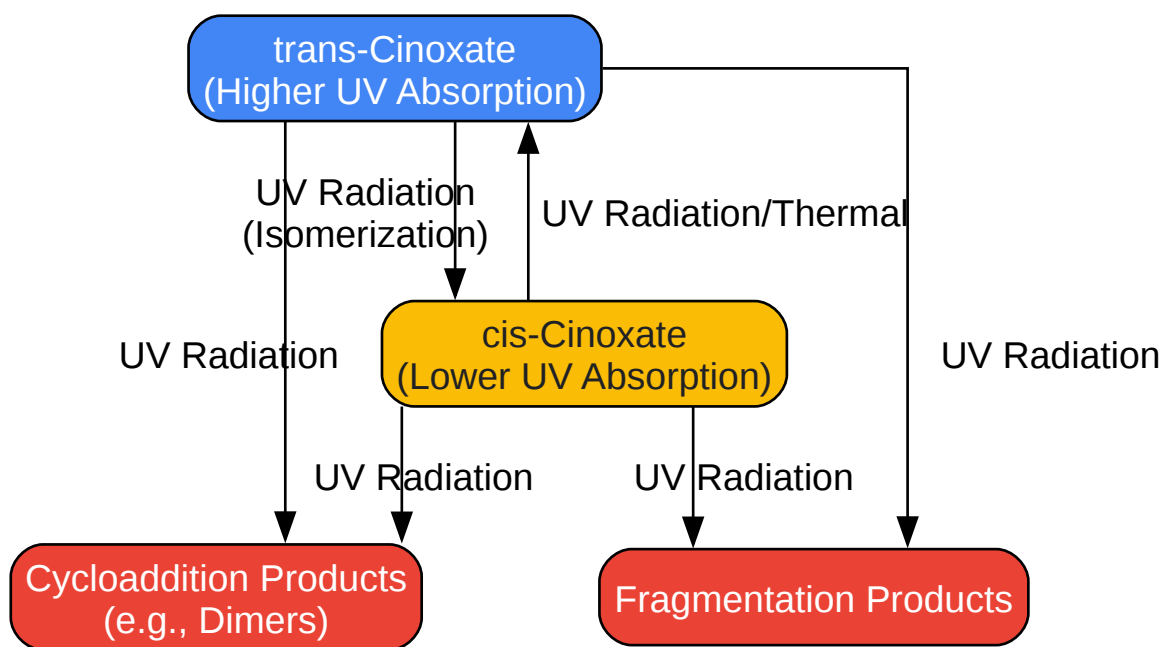 trans-Cinoxate
(Higher UV Absorption)
UV Radiation
(Isomerization)
UV Radiation/Thermal
cis-Cinoxate
(Lower UV Absorption)
UV Radiation
UV Radiation
UV Radiation
UV Radiation
Cycloaddition Products
(e.g., Dimers)
Fragmentation Products